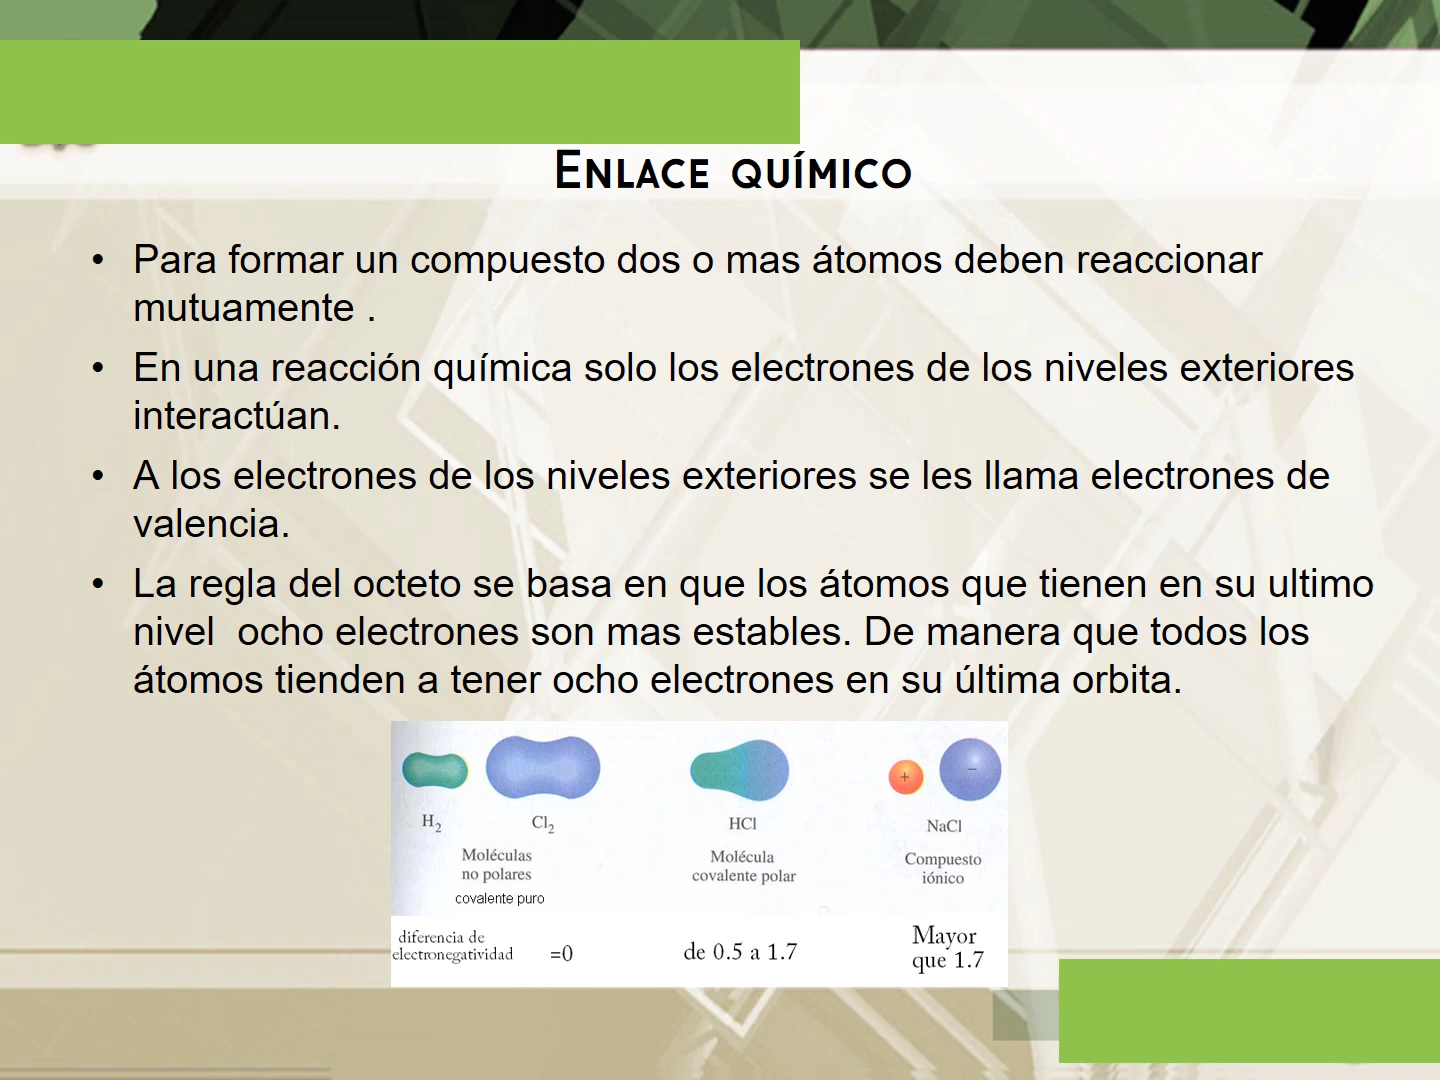 Enlace químico
• Para formar un compuesto dos o mas átomos deben reaccionar
mutuamente .
• En una reacción química solo los electrones de los niveles exteriores
interactúan.
• A los electrones de los niveles exteriores se les llama electrones de
valencia.
• La regla del octeto se basa en que los átomos que tienen en su ultimo
nivel  ocho electrones son mas estables. De manera que todos los
átomos tienden a tener ocho electrones en su última orbita.
+ −
H₂ Cl₂ HCl NaCl
Moléculas Molécula Compuesto
no polares covalente polar iónico
covalente puro
diferencia de Mayor
electronegatividad =0 de 0.5 a 1.7 que 1.7